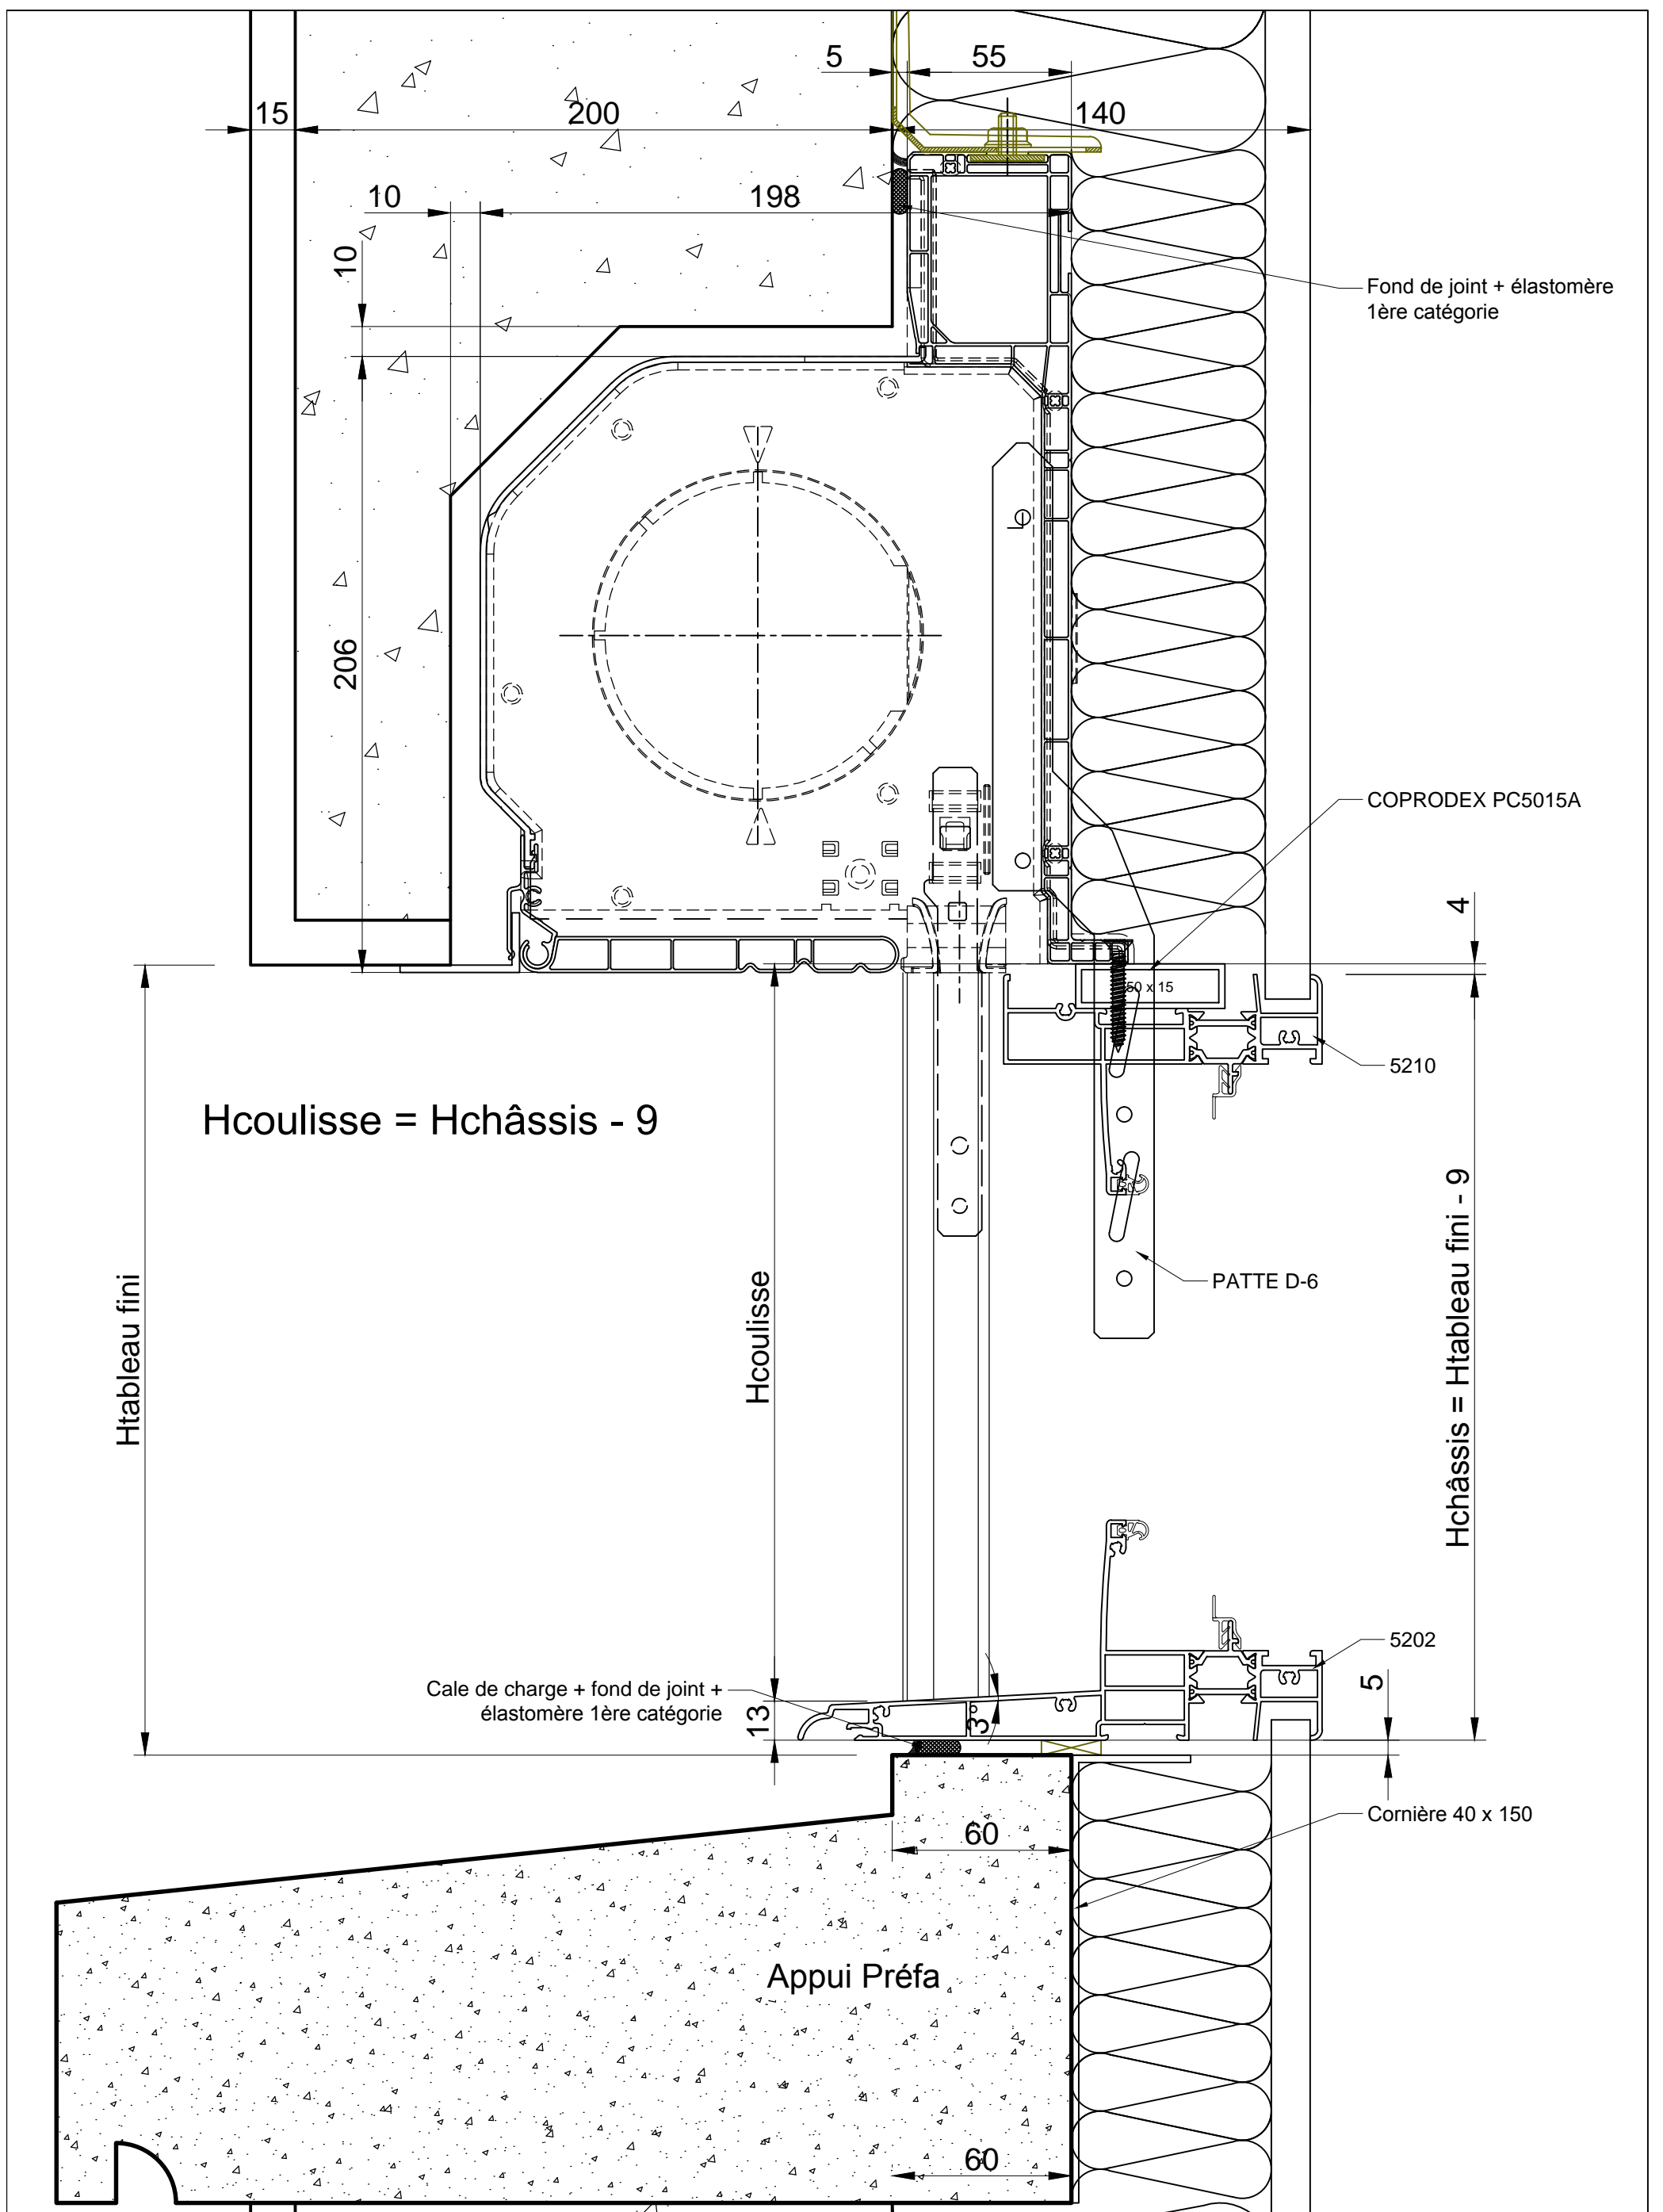 5
55
15
200
140
10
198
10
Fond de joint + élastomère
1ère catégorie
206
COPRODEX PC5015A
4
50 x 15
5210
Hcoulisse = Hchâssis - 9
Htableau fini
Hcoulisse
Hchâssis = Htableau fini - 9
PATTE D-6
5202
Cale de charge + fond de joint +
élastomère 1ère catégorie
13
3°
5
Cornière 40 x 150
60
Appui Préfa
60